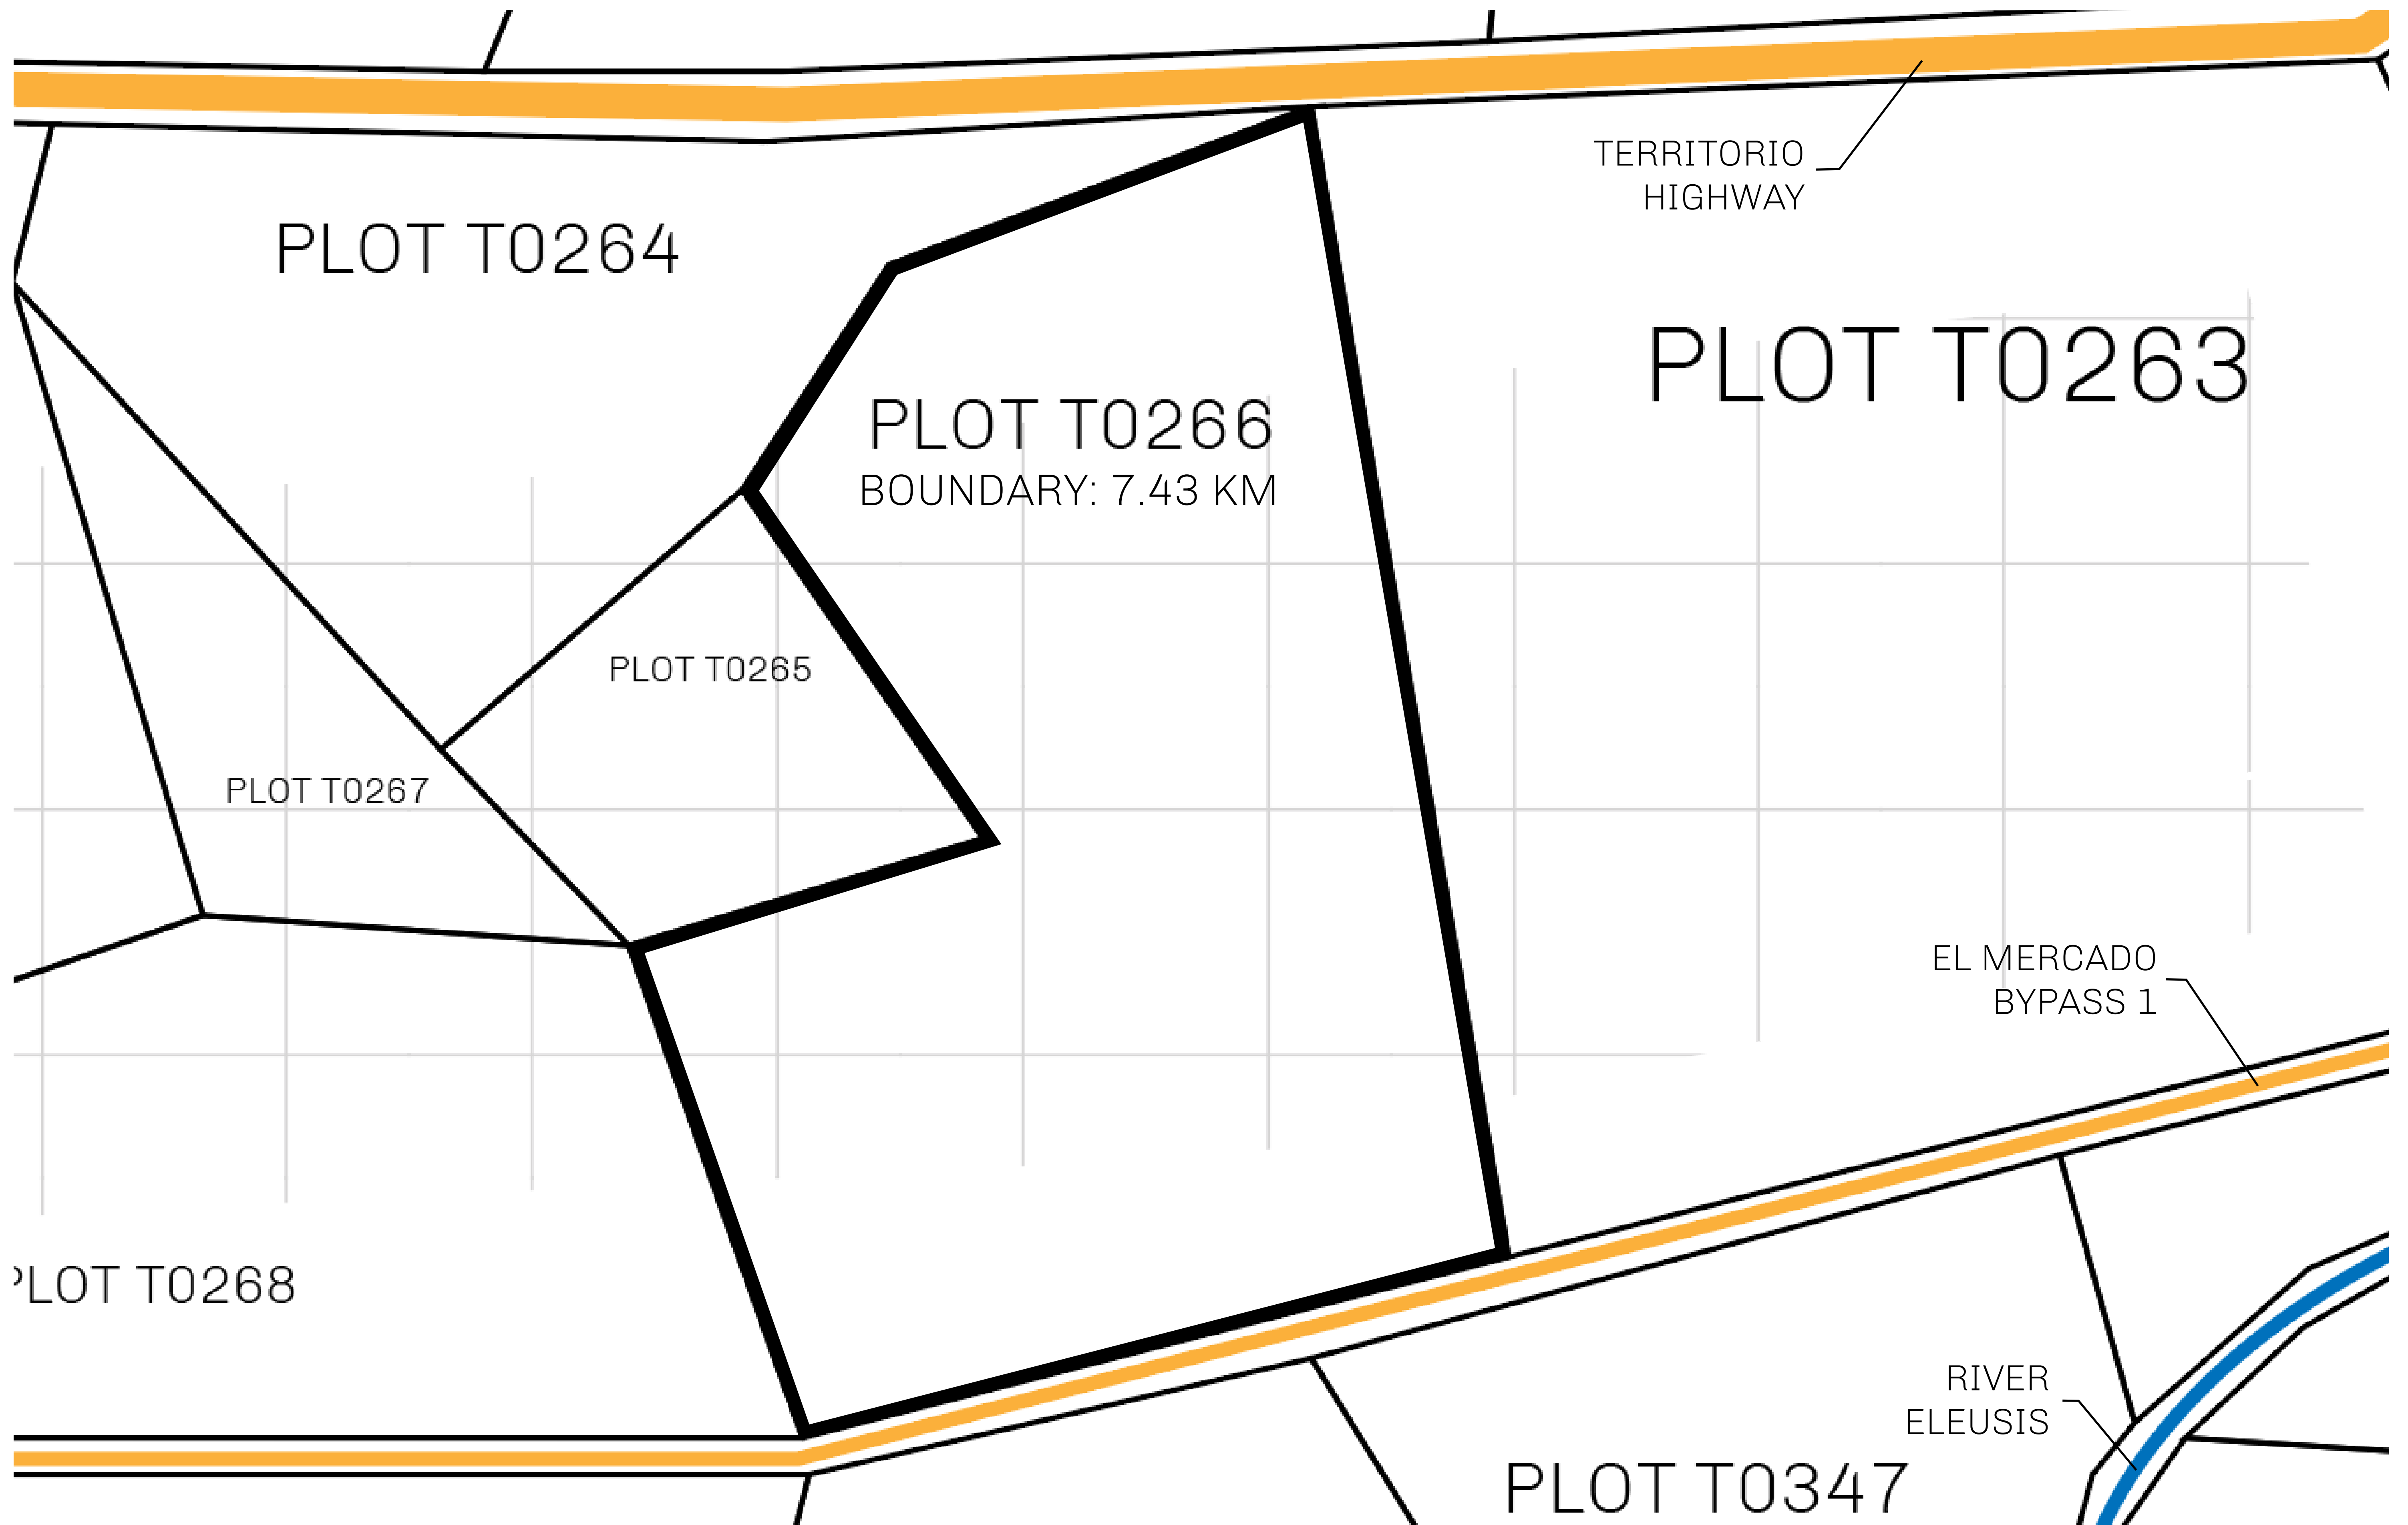 TERRITORIO
HIGHWAY
PLOT T0264
PLOT T0263
PLOT T0266
BOUNDARY: 7.43 KM
PLOT T0265
PLOT T0267
EL MERCADO
BYPASS 1
PLOT T0268
RIVER
ELEUSIS
PLOT T0347